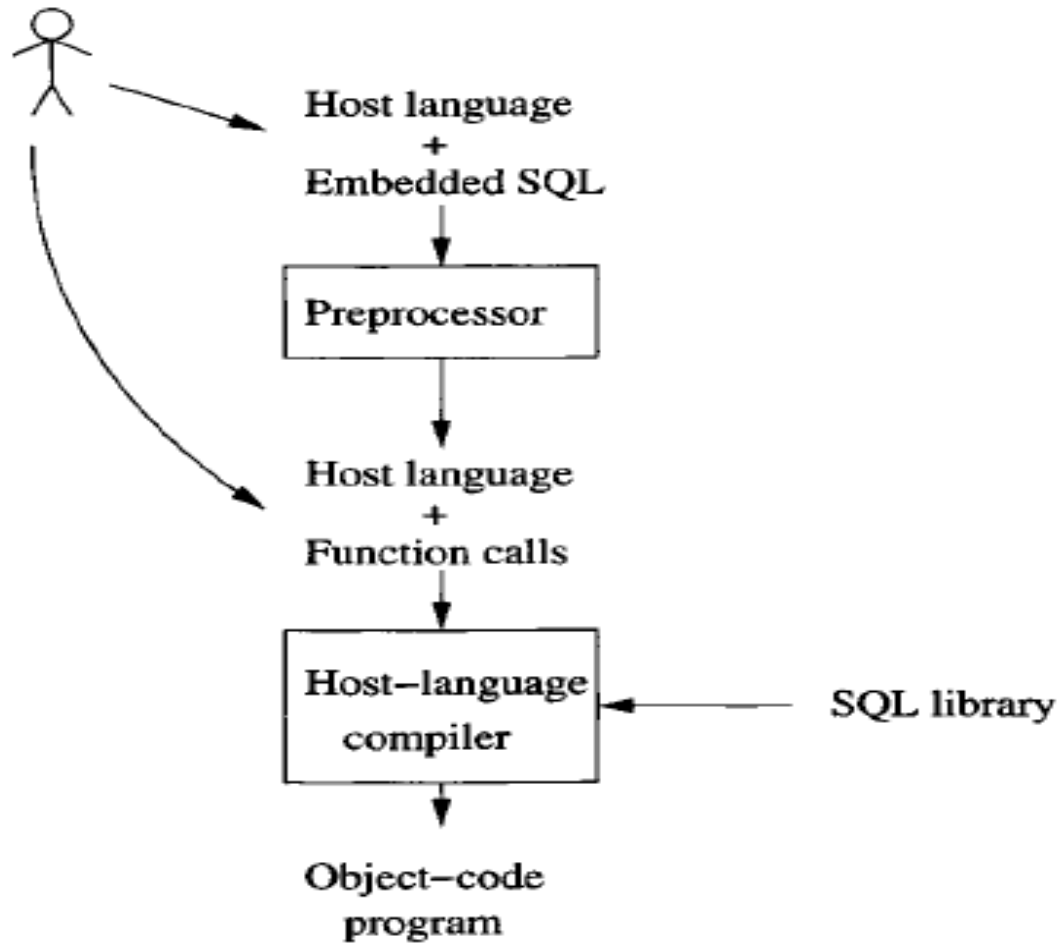 Host language
+
Embedded SQL
Preprocessor
Host language
+
Function calls
Host-language
compiler
SQL library
Object-code
program